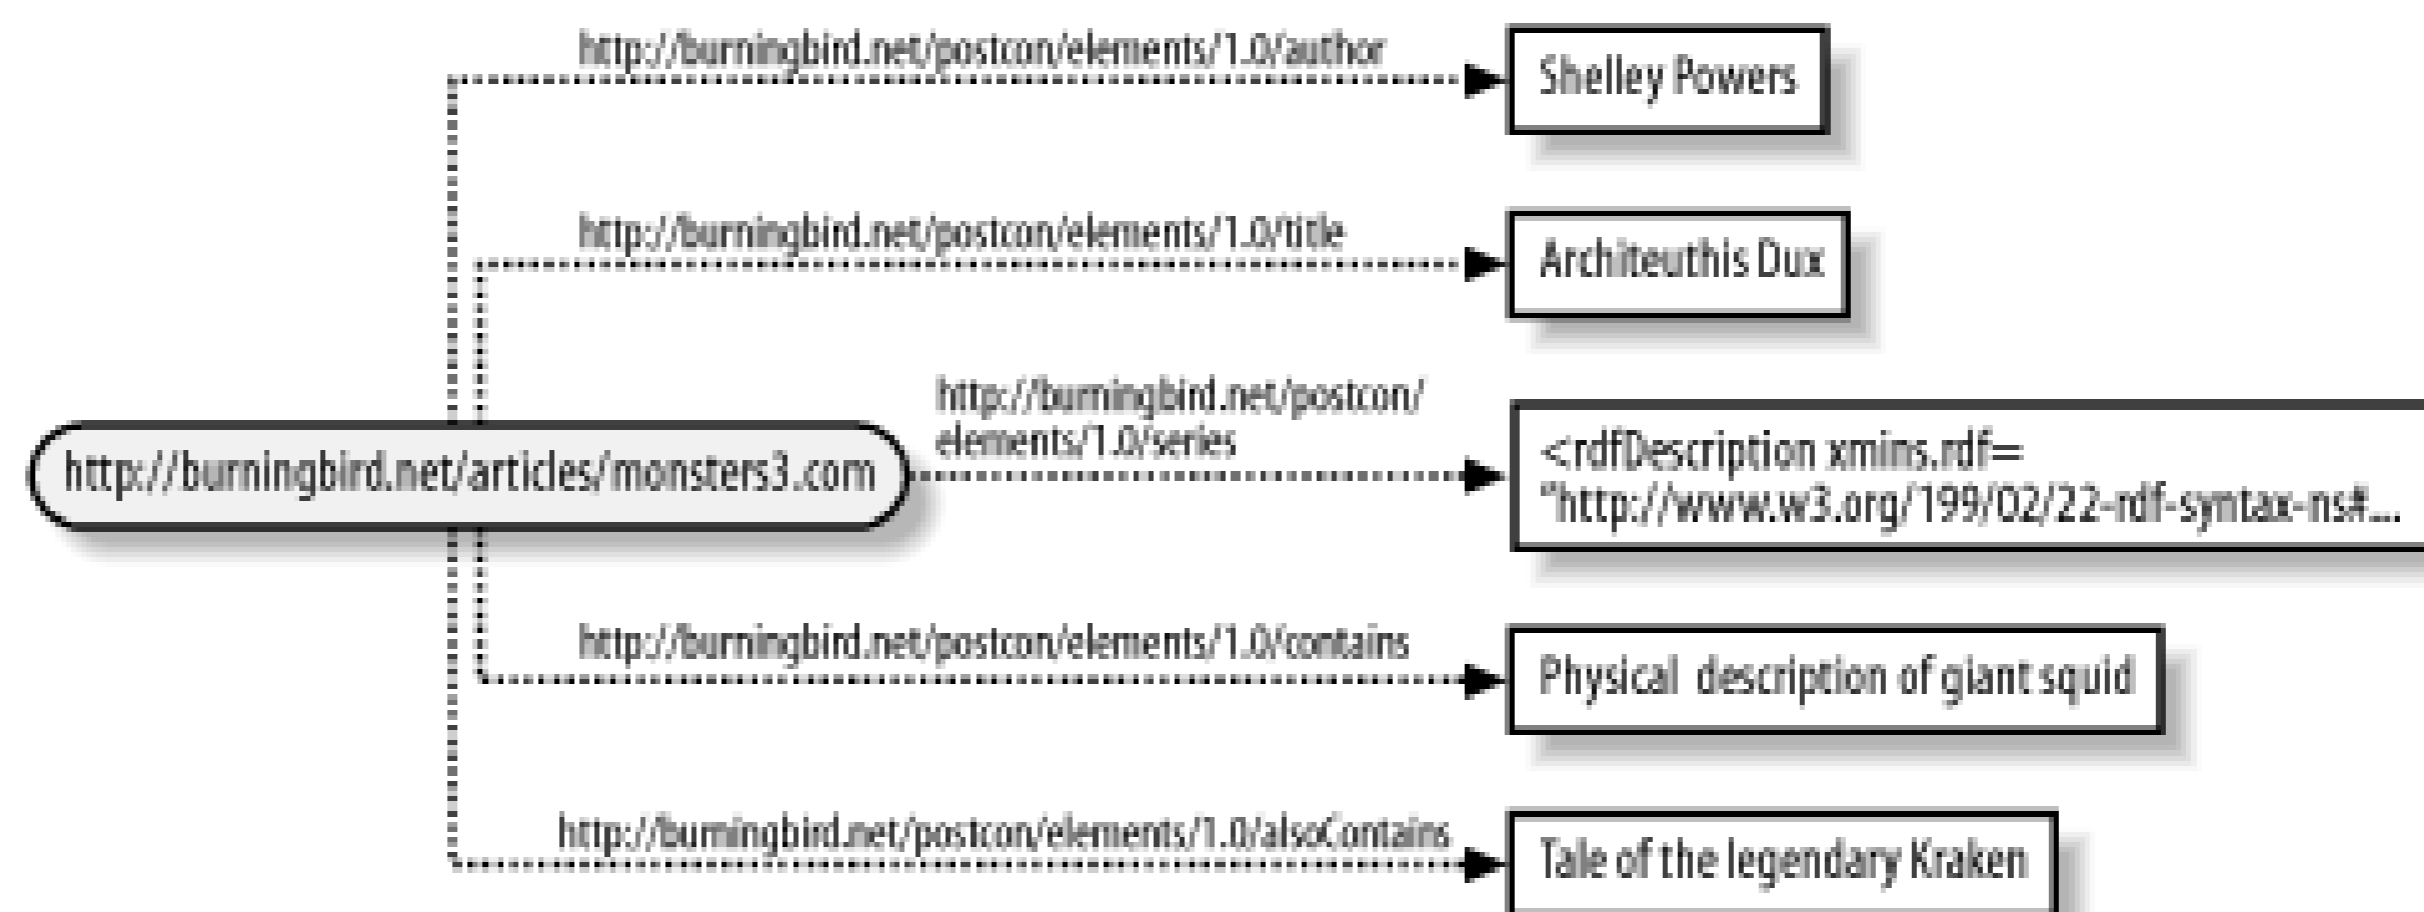 http://burningbird.net/postcon/elements/1.0/author
Shelley Powers
http://burningbird.net/postcon/elements/1.0/title
Architeuthis Dux
http://burningbird.net/postcon/
elements/1.0/series
http://burningbird.net/articles/monsters3.com
<rdfDescription xmins.rdf=
"http://www.w3.org/199/02/22-rdf-syntax-ns#...
http://burningbird.net/postcon/elements/1.0/contains
Physical description of giant squid
http://burningbird.net/postcon/elements/1.0/alsoContains
Tale of the legendary Kraken